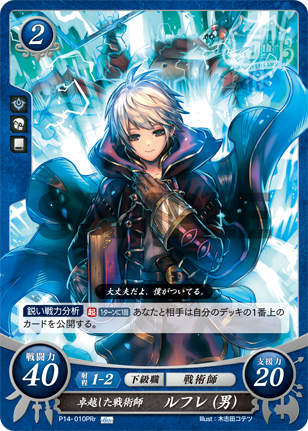 2
大丈夫だよ、僕がついてる。
鋭い戦力分析 起 1ターンに1回 あなたと相手は自分のデッキの1番上の
カードを公開する。
戦闘力 40 射程 1-2 下級職 戦術師 支援力 20
卓越した戦術師 ルフレ(男)
P14-010PRr Illust:木志田コテツ